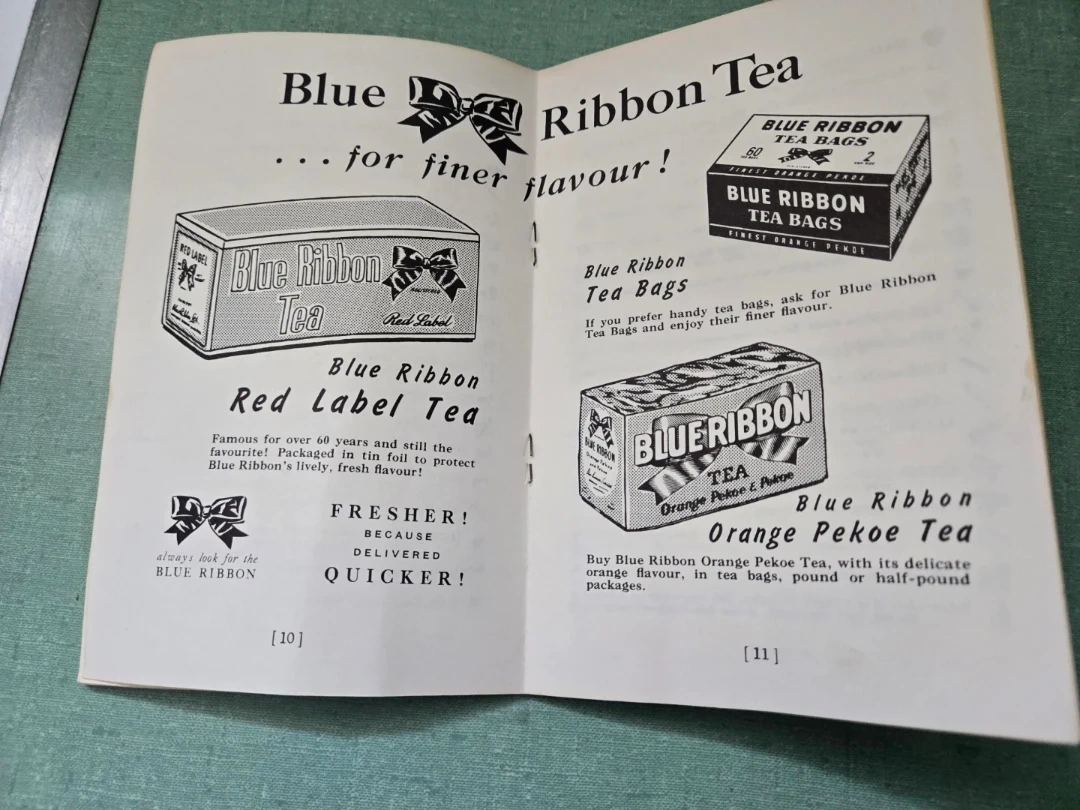 Blue Ribbon Tea
. . . for finer flavour !
RED LABEL
Blue Ribbon
Tea
Red Label
Blue Ribbon
Red Label Tea
Famous for over 60 years and still the
favourite! Packaged in tin foil to protect
Blue Ribbon's lively, fresh flavour!
always look for the
BLUE RIBBON
FRESHER!
BECAUSE
DELIVERED
QUICKER!
[ 10 ]
BLUE RIBBON
TEA BAGS
60
2
FINEST ORANGE PEKOE
BLUE RIBBON
TEA BAGS
FINEST ORANGE PEKOE
Blue Ribbon
Tea Bags
If you prefer handy tea bags, ask for Blue Ribbon
Tea Bags and enjoy their finer flavour.
BLUE RIBBON
BLUE RIBBON
TEA
Orange Pekoe & Pekoe
Blue Ribbon
Orange Pekoe Tea
Buy Blue Ribbon Orange Pekoe Tea, with its delicate
orange flavour, in tea bags, pound or half-pound
packages.
[ 11 ]